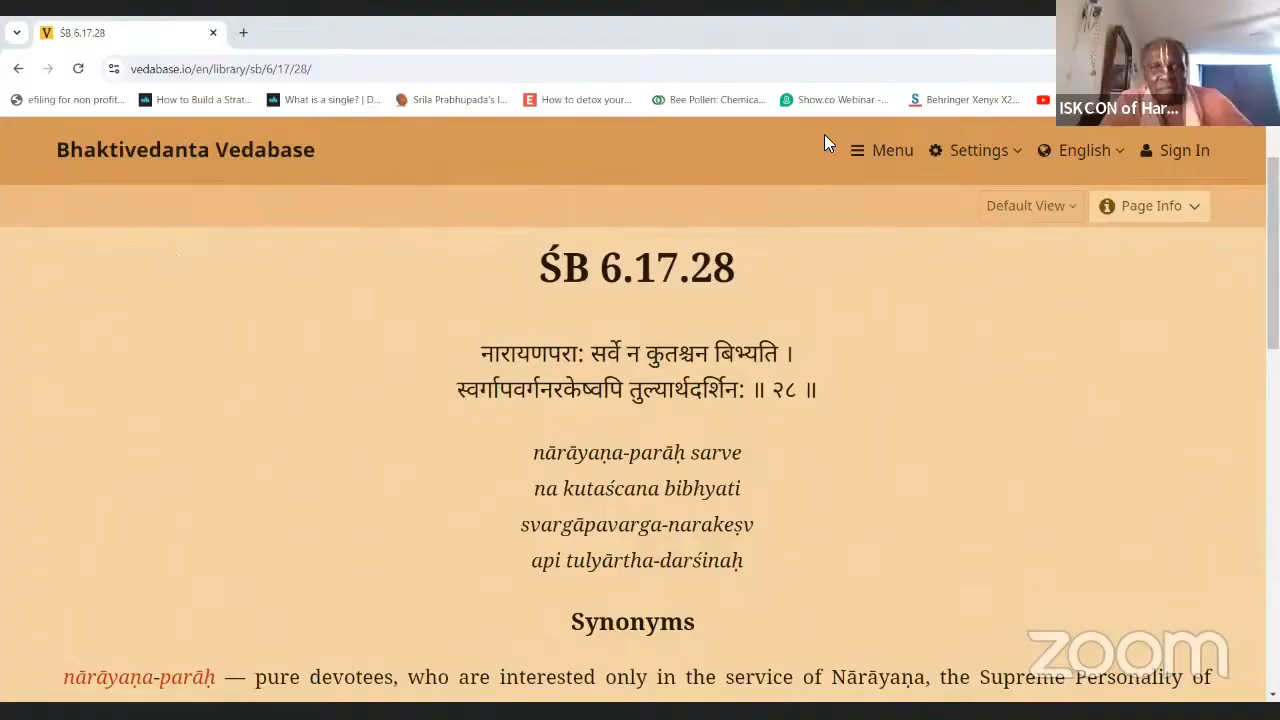 ŚB 6.17.28
vedabase.io/en/library/sb/6/17/28/
efiling for non profit...
How to Build a Strat...
What is a single? | D...
Srila Prabhupada's l...
How to detox your...
Bee Pollen: Chemica...
Show.co Webinar -...
Behringer Xenyx X2...
ISKCON of Har...
Bhaktivedanta Vedabase
Menu
Settings
English
Sign In
Default View
Page Info
ŚB 6.17.28
नारायणपरा: सर्वे न कुतश्चन बिभ्यति ।
स्वर्गापवर्गनरकेष्वपि तुल्यार्थदर्शिन: ॥ २८ ॥
nārāyaṇa-parāḥ sarve
na kutaścana bibhyati
svargāpavarga-narakeṣv
api tulyārtha-darśinaḥ
Synonyms
nārāyaṇa-parāḥ — pure devotees, who are interested only in the service of Nārāyaṇa, the Supreme Personality of
zoom